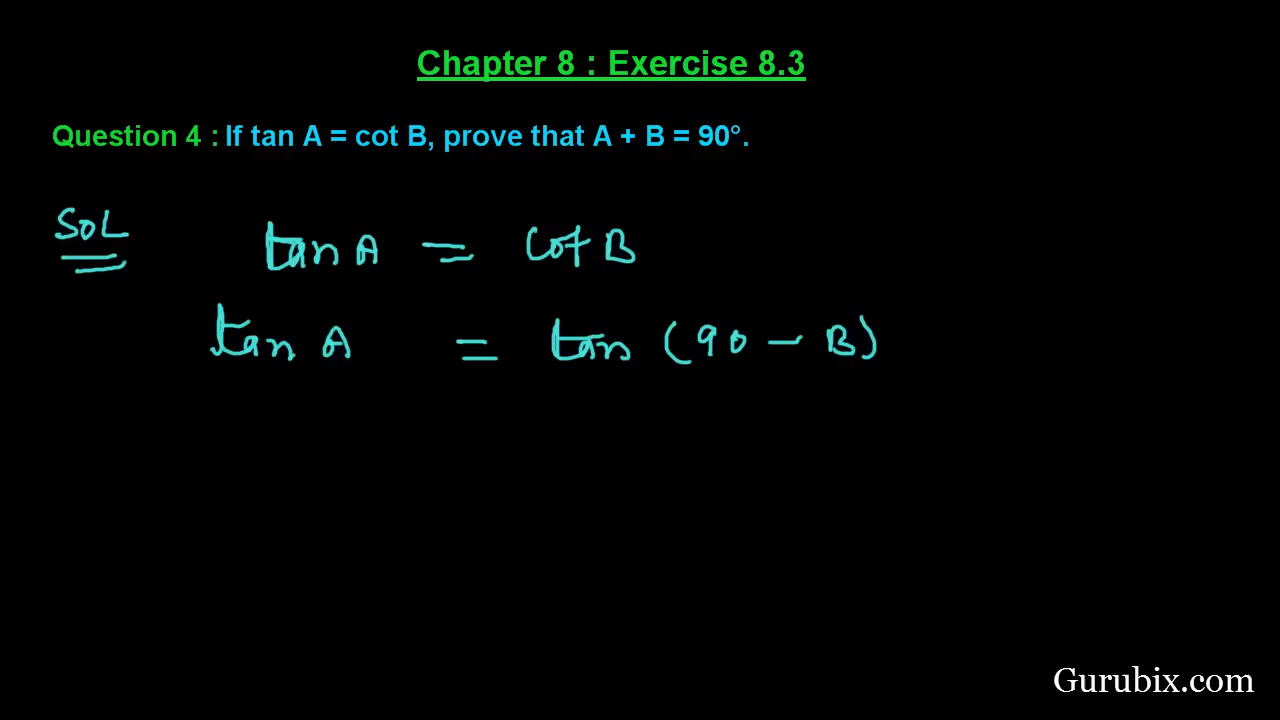 Chapter 8 : Exercise 8.3
Question 4 : If tan A = cot B, prove that A + B = 90°.
SOL
tan A = cot B
tan A = tan (90 - B)
Gurubix.com